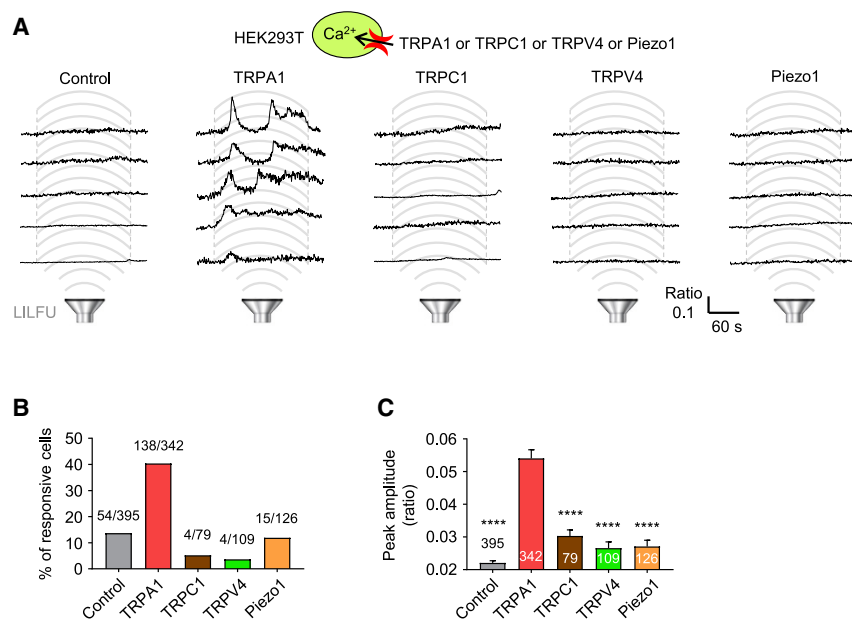 A
HEK293T Ca2+ TRPA1 or TRPC1 or TRPV4 or Piezo1
Control TRPA1 TRPC1 TRPV4 Piezo1
LILFU
Ratio
0.1
60 s
B
% of responsive cells
50
40
30
20
10
0
54/395
138/342
4/79
4/109
15/126
Control TRPA1 TRPC1 TRPV4 Piezo1
C
Peak amplitude
(ratio)
0.06
0.05
0.04
0.03
0.02
**** **** **** ****
395 342 79 109 126
Control TRPA1 TRPC1 TRPV4 Piezo1